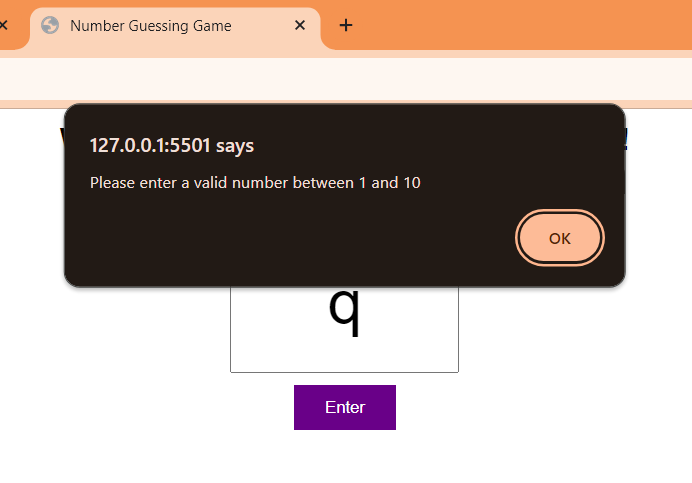 Number Guessing Game
127.0.0.1:5501 says
Please enter a valid number between 1 and 10
OK
q
Enter